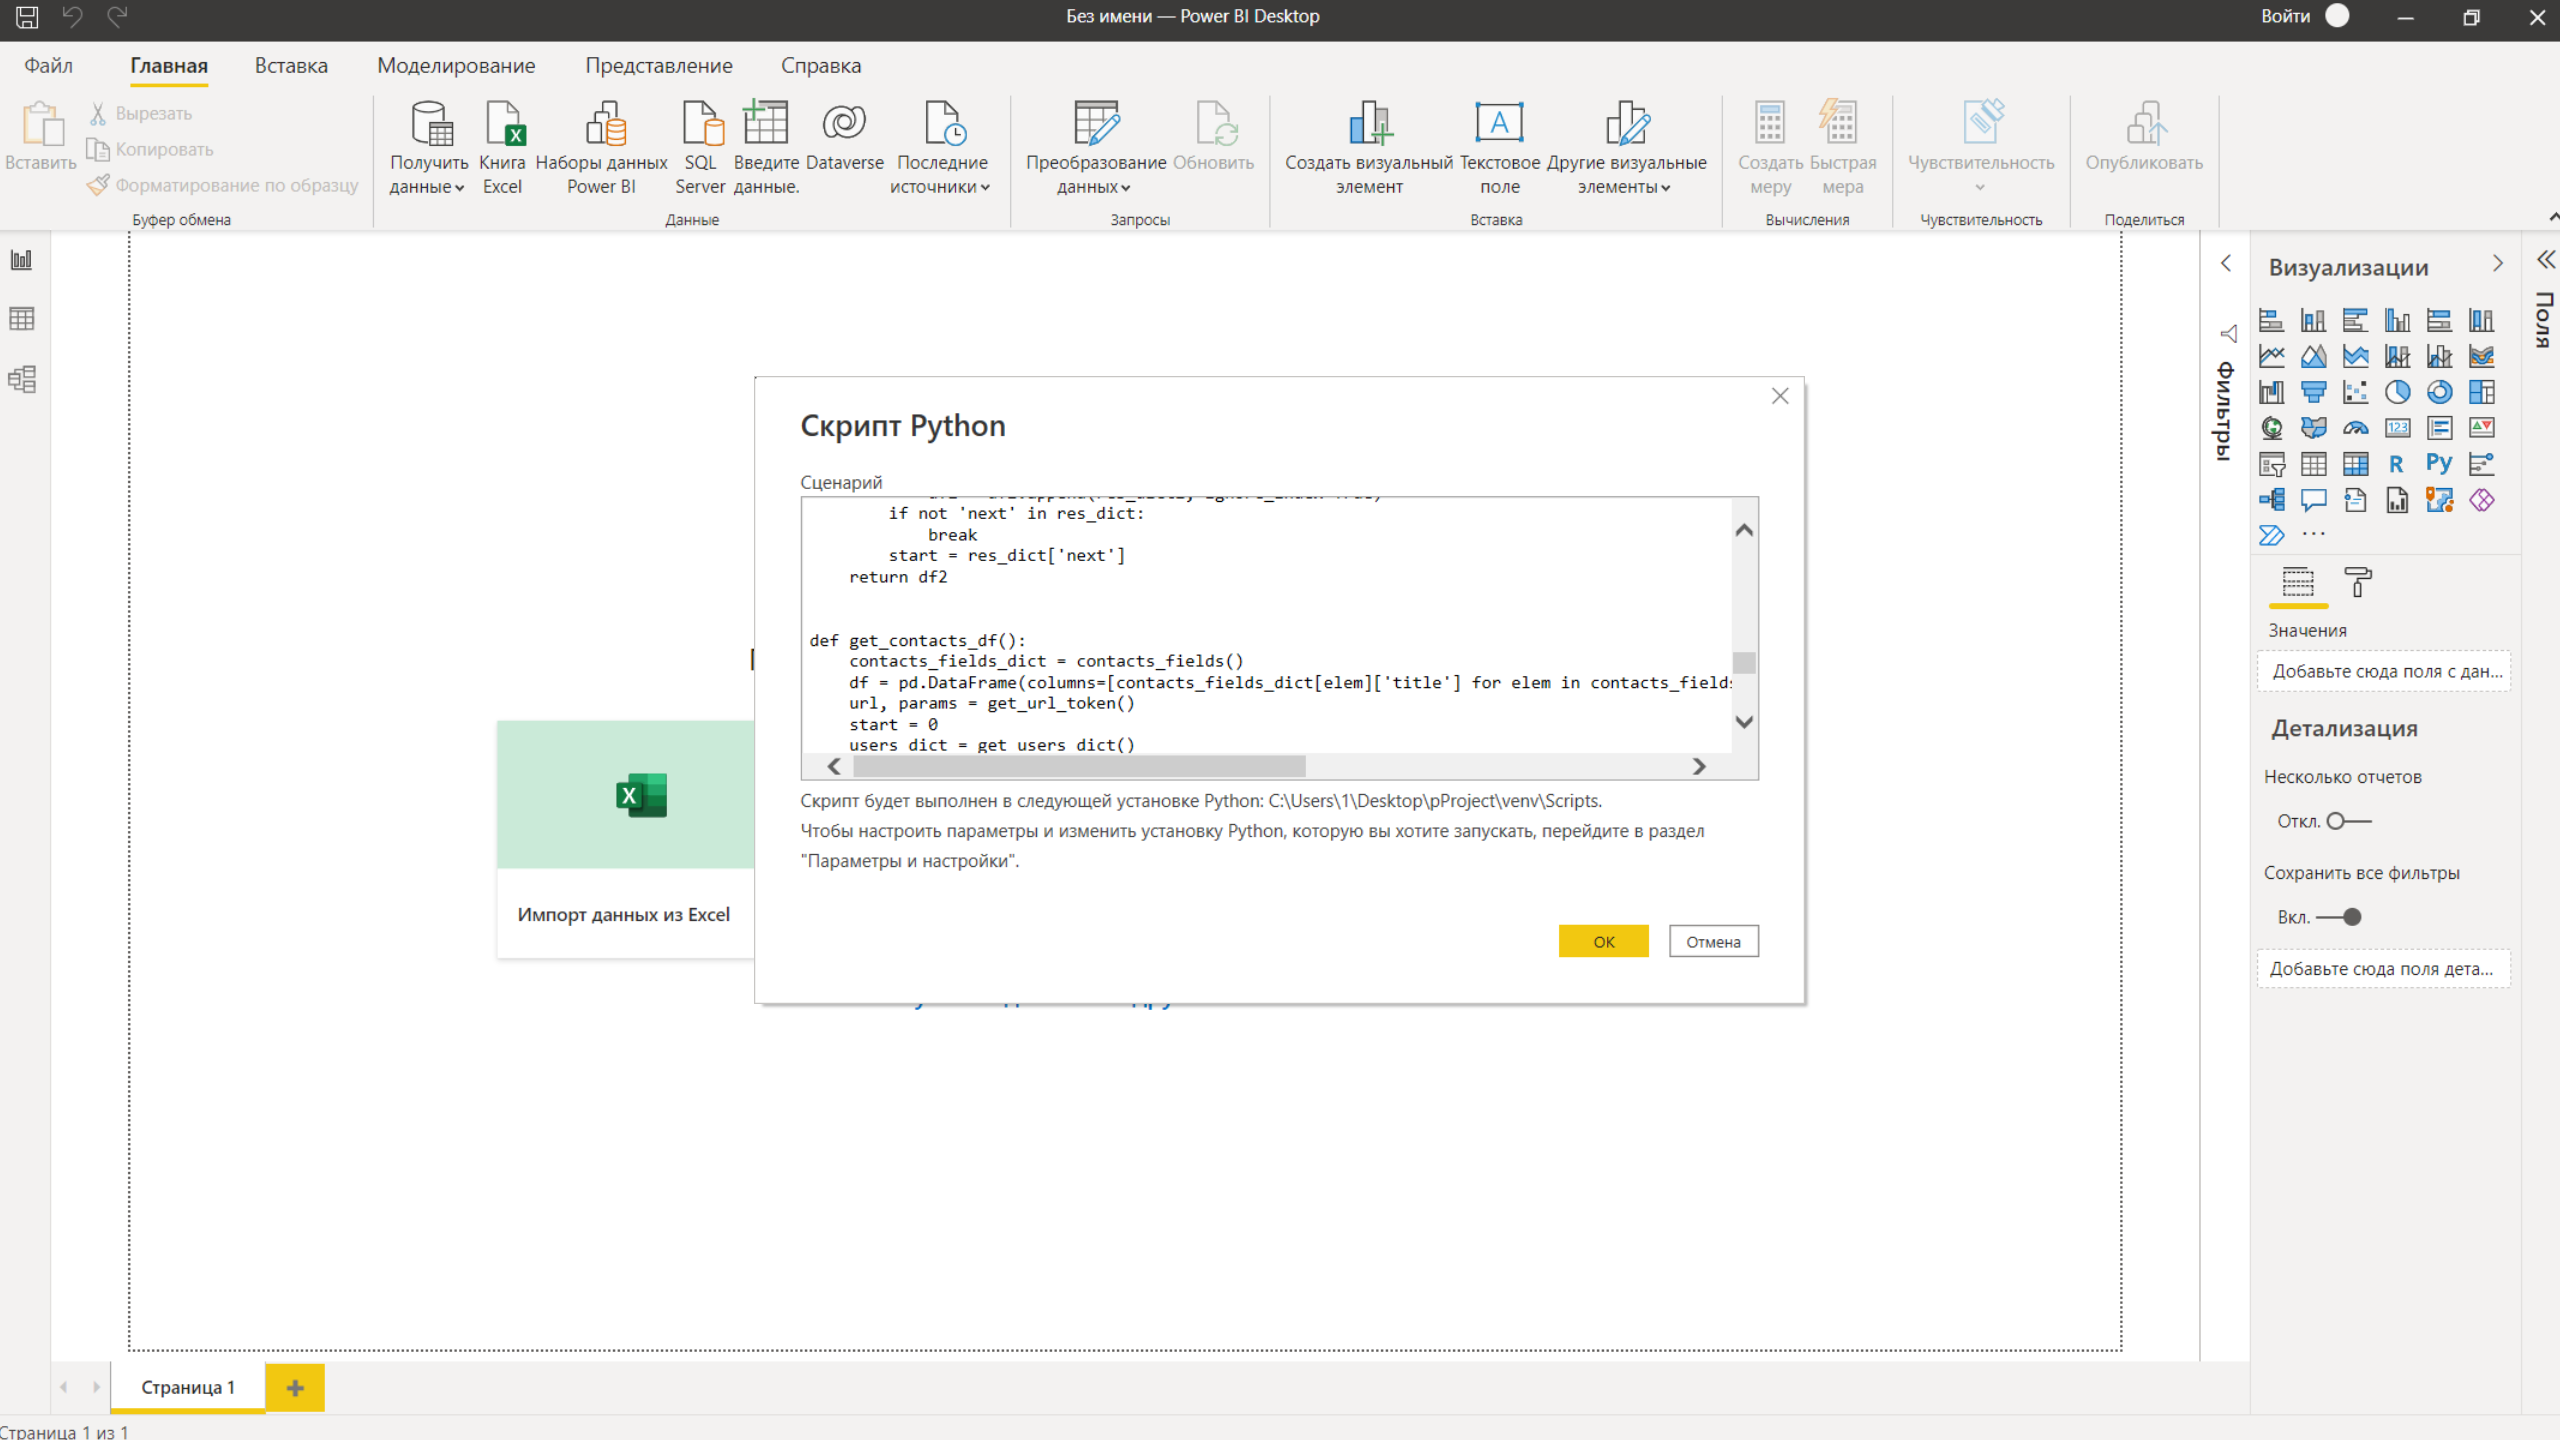 Без имени — Power BI Desktop
Войти
Файл
Главная
Вставка
Моделирование
Представление
Справка
Вставить
Вырезать
Копировать
Форматирование по образцу
Буфер обмена
Получить данные
Книга Excel
Наборы данных Power BI
SQL Server
Введите данные.
Dataverse
Последние источники
Данные
Преобразование данных
Обновить
Запросы
Создать визуальный элемент
Текстовое поле
Другие визуальные элементы
Вставка
Создать меру
Быстрая мера
Вычисления
Чувствительность
Чувствительность
Опубликовать
Поделиться
Скрипт Python
Сценарий
if not 'next' in res_dict:
break
start = res_dict['next']
return df2
def get_contacts_df():
contacts_fields_dict = contacts_fields()
df = pd.DataFrame(columns=[contacts_fields_dict[elem]['title'] for elem in contacts_field
url, params = get_url_token()
start = 0
users_dict = get_users_dict()
Скрипт будет выполнен в следующей установке Python: C:\Users\1\Desktop\pProject\venv\Scripts.
Чтобы настроить параметры и изменить установку Python, которую вы хотите запускать, перейдите в раздел
"Параметры и настройки".
ОК
Отмена
Импорт данных из Excel
Фильтры
Визуализации
123
R
Py
Значения
Добавьте сюда поля с дан...
Детализация
Несколько отчетов
Откл.
Сохранить все фильтры
Вкл.
Добавьте сюда поля дета...
Поля
Страница 1
Страница 1 из 1